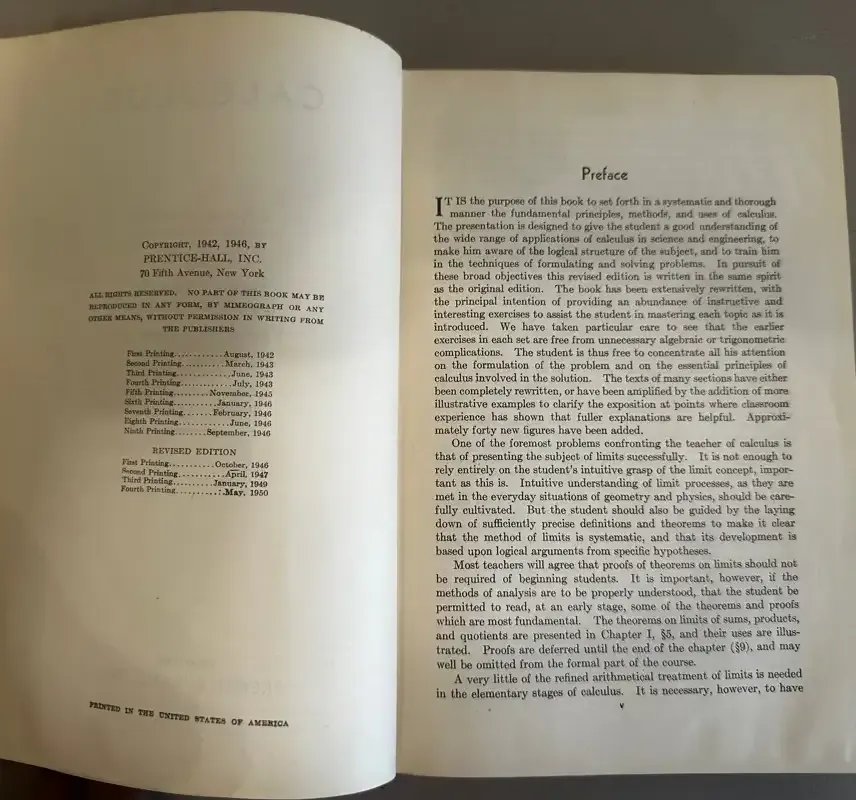 COPYRIGHT, 1942, 1946, BY
PRENTICE-HALL, INC.
70 Fifth Avenue, New York
ALL RIGHTS RESERVED. NO PART OF THIS BOOK MAY BE
REPRODUCED IN ANY FORM, BY MIMEOGRAPH OR ANY
OTHER MEANS, WITHOUT PERMISSION IN WRITING FROM
THE PUBLISHERS
First Printing............August, 1942
Second Printing..........March, 1943
Third Printing.............June, 1943
Fourth Printing............July, 1943
Fifth Printing........November, 1945
Sixth Printing..........January, 1946
Seventh Printing.......February, 1946
Eighth Printing............June, 1946
Ninth Printing........September, 1946
REVISED EDITION
First Printing..........October, 1946
Second Printing...........April, 1947
Third Printing..........January, 1949
Fourth Printing..........:.May, 1950
PRINTED IN THE UNITED STATES OF AMERICA
Preface
IT IS the purpose of this book to set forth in a systematic and thorough
manner the fundamental principles, methods, and uses of calculus.
The presentation is designed to give the student a good understanding of
the wide range of applications of calculus in science and engineering, to
make him aware of the logical structure of the subject, and to train him
in the techniques of formulating and solving problems. In pursuit of
these broad objectives this revised edition is written in the same spirit
as the original edition. The book has been extensively rewritten, with
the principal intention of providing an abundance of instructive and
interesting exercises to assist the student in mastering each topic as it is
introduced. We have taken particular care to see that the earlier
exercises in each set are free from unnecessary algebraic or trigonometric
complications. The student is thus free to concentrate all his attention
on the formulation of the problem and on the essential principles of
calculus involved in the solution. The texts of many sections have either
been completely rewritten, or have been amplified by the addition of more
illustrative examples to clarify the exposition at points where classroom
experience has shown that fuller explanations are helpful. Approxi-
mately forty new figures have been added.
One of the foremost problems confronting the teacher of calculus is
that of presenting the subject of limits successfully. It is not enough to
rely entirely on the student's intuitive grasp of the limit concept, impor-
tant as this is. Intuitive understanding of limit processes, as they are
met in the everyday situations of geometry and physics, should be care-
fully cultivated. But the student should also be guided by the laying
down of sufficiently precise definitions and theorems to make it clear
that the method of limits is systematic, and that its development is
based upon logical arguments from specific hypotheses.
Most teachers will agree that proofs of theorems on limits should not
be required of beginning students. It is important, however, if the
methods of analysis are to be properly understood, that the student be
permitted to read, at an early stage, some of the theorems and proofs
which are most fundamental. The theorems on limits of sums, products,
and quotients are presented in Chapter I, §5, and their uses are illus-
trated. Proofs are deferred until the end of the chapter (§9), and may
well be omitted from the formal part of the course.
A very little of the refined arithmetical treatment of limits is needed
in the elementary stages of calculus. It is necessary, however, to have
v